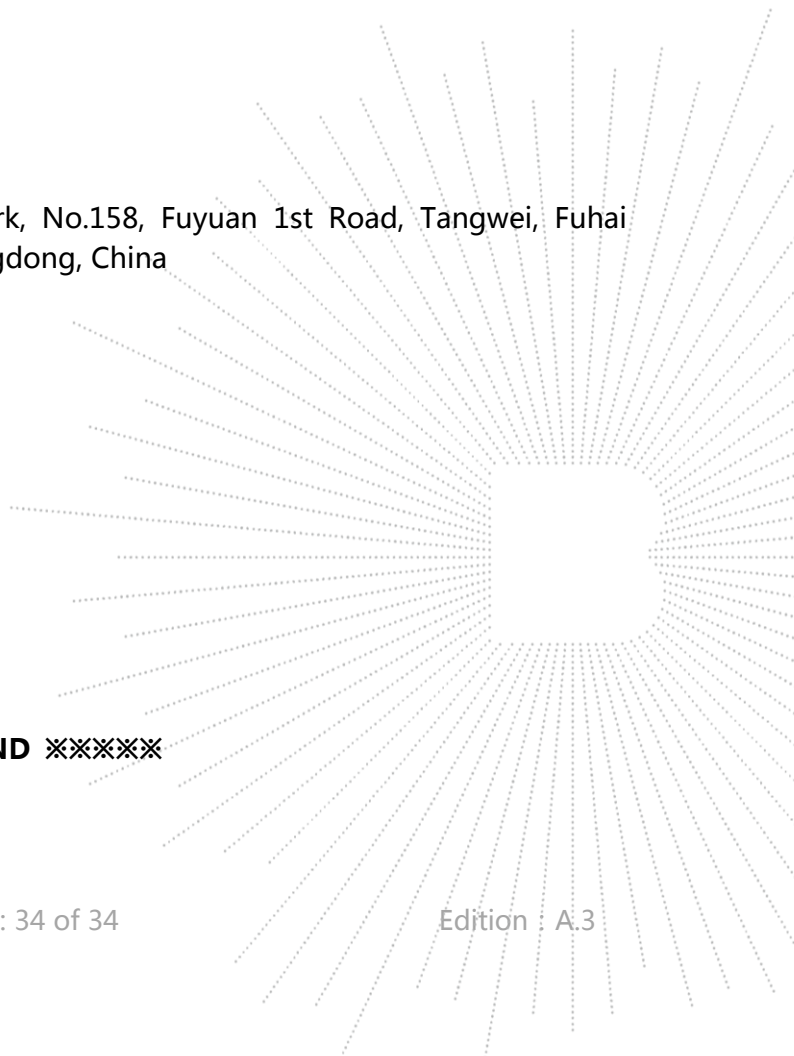 rk, No.158, Fuyuan 1st Road, Tangwei, Fuhai
gdong, China
ND ※※※※※
: 34 of 34
Edition : A.3